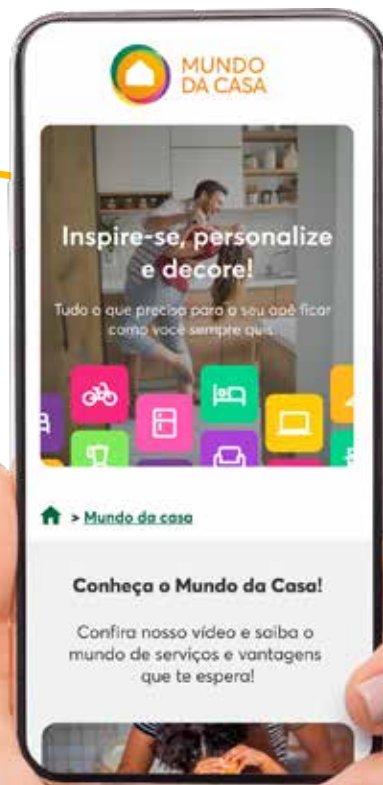 MUNDO
DA CASA
Inspire-se, personalize
e decore!
Tudo o que precisa para o seu apê ficar
como você sempre quis.
> Mundo da casa
Conheça o Mundo da Casa!
Confira nosso vídeo e saiba o
mundo de serviços e vantagens
que te espera!